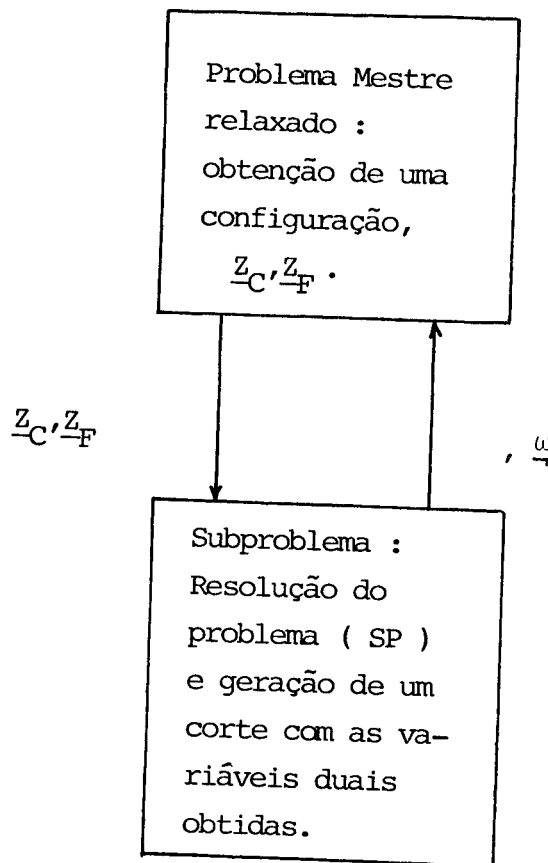 Problema Mestre
relaxado :
obtenção de uma
configuração,
Z_C,Z_F .
Z_C,Z_F
, ω
Subproblema :
Resolução do
problema ( SP )
e geração de um
corte com as va-
riáveis duais
obtidas.